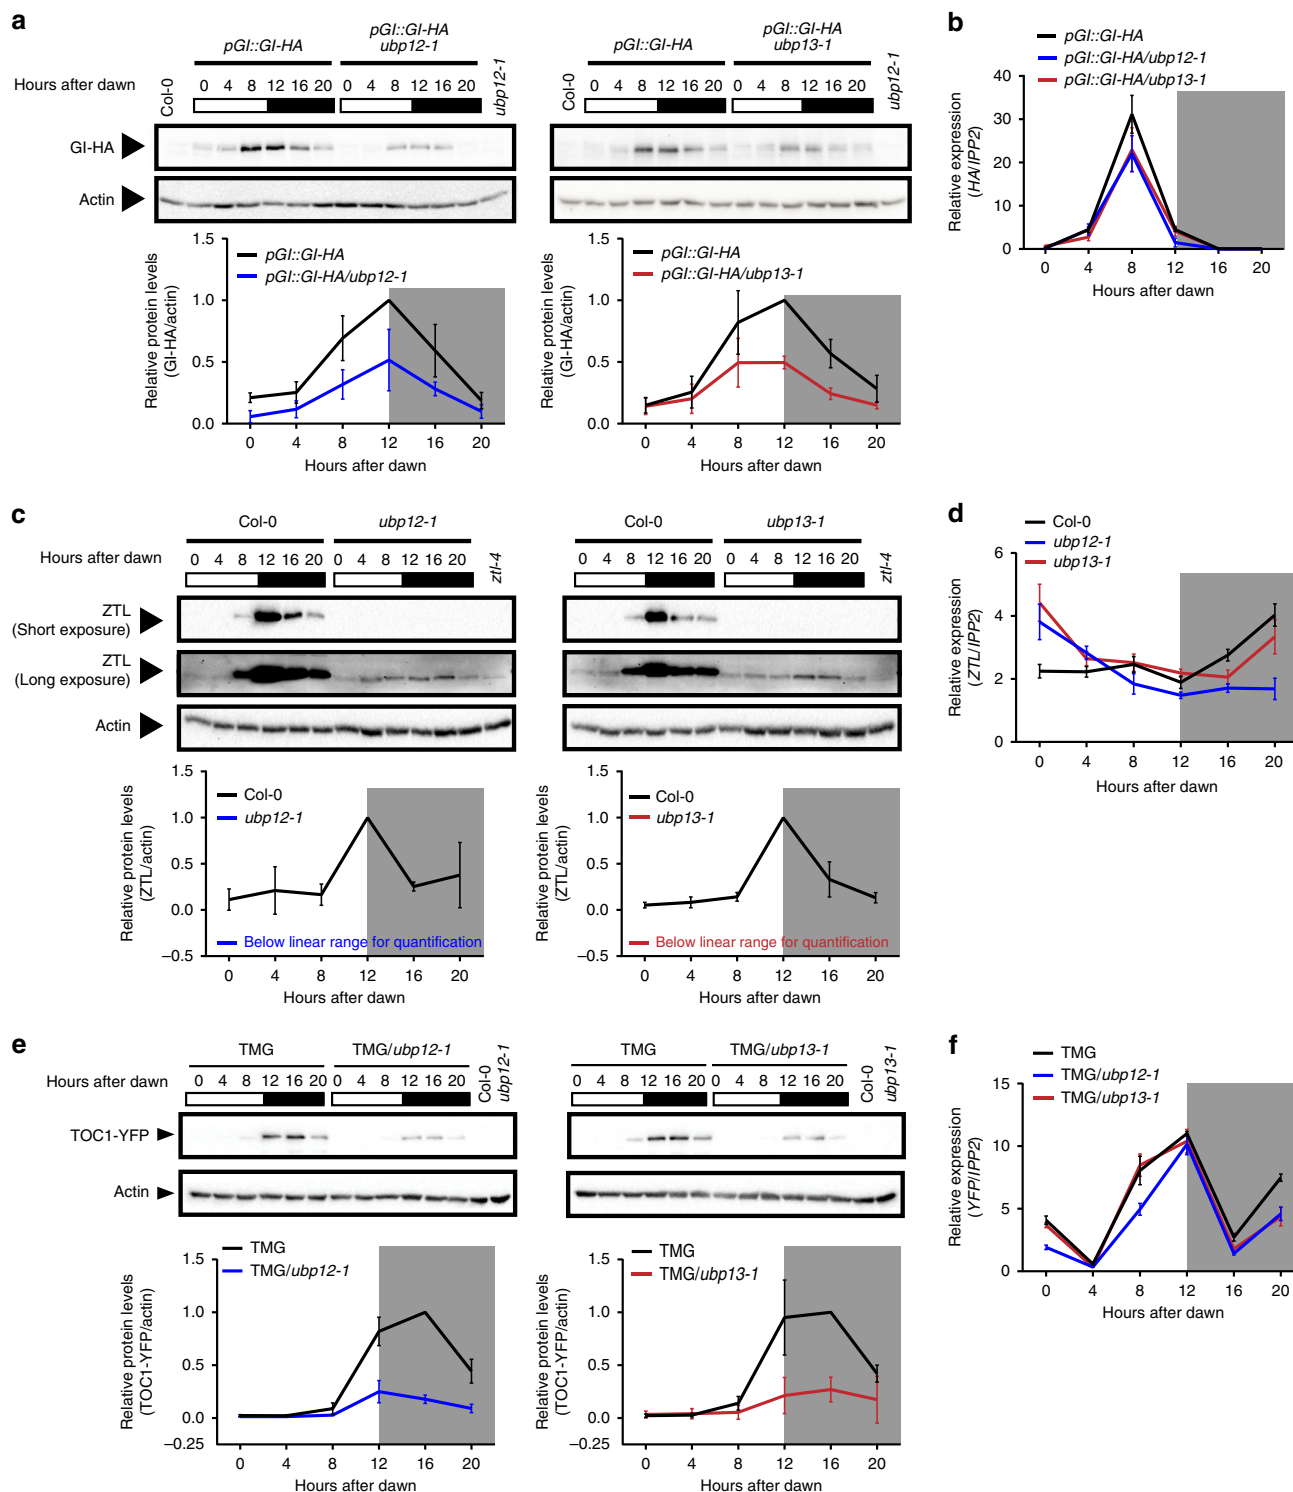 a
pGI::GI-HA
pGI::GI-HA
ubp12-1
Hours after dawn
Col-0
0 4 8 12 16 20
0 4 8 12 16 20
ubp12-1
GI-HA
Actin
pGI::GI-HA
pGI::GI-HA
ubp13-1
Col-0
0 4 8 12 16 20
0 4 8 12 16 20
ubp12-1
1.5
1.0
0.5
0.0
Relative protein levels
(GI-HA/actin)
pGI::GI-HA
pGI::GI-HA/ubp12-1
0 4 8 12 16 20
Hours after dawn
1.5
1.0
0.5
0.0
Relative protein levels
(GI-HA/actin)
pGI::GI-HA
pGI::GI-HA/ubp13-1
0 4 8 12 16 20
Hours after dawn
b
pGI::GI-HA
pGI::GI-HA/ubp12-1
pGI::GI-HA/ubp13-1
40
30
20
10
0
Relative expression
(HA/IPP2)
0 4 8 12 16 20
Hours after dawn
c
Col-0
ubp12-1
Hours after dawn
0 4 8 12 16 20
0 4 8 12 16 20
ztl-4
ZTL
(Short exposure)
ZTL
(Long exposure)
Actin
Col-0
ubp13-1
0 4 8 12 16 20
0 4 8 12 16 20
ztl-4
1.5
1.0
0.5
0.0
−0.5
Relative protein levels
(ZTL/actin)
Col-0
ubp12-1
Below linear range for quantification
0 4 8 12 16 20
Hours after dawn
1.5
1.0
0.5
0.0
−0.5
Relative protein levels
(ZTL/actin)
Col-0
ubp13-1
Below linear range for quantification
0 4 8 12 16 20
Hours after dawn
d
Col-0
ubp12-1
ubp13-1
6
4
2
0
Relative expression
(ZTL/IPP2)
0 4 8 12 16 20
Hours after dawn
e
TMG
TMG/ubp12-1
Hours after dawn
0 4 8 12 16 20
0 4 8 12 16 20
Col-0
ubp12-1
TOC1-YFP
Actin
TMG
TMG/ubp13-1
0 4 8 12 16 20
0 4 8 12 16 20
Col-0
ubp13-1
1.5
1.0
0.5
0.0
−0.25
Relative protein levels
(TOC1-YFP/actin)
TMG
TMG/ubp12-1
0 4 8 12 16 20
Hours after dawn
1.5
1.0
0.5
0.0
−0.25
Relative protein levels
(TOC1-YFP/actin)
TMG
TMG/ubp13-1
0 4 8 12 16 20
Hours after dawn
f
TMG
TMG/ubp12-1
TMG/ubp13-1
15
10
5
0
Relative expression
(YFP/IPP2)
0 4 8 12 16 20
Hours after dawn